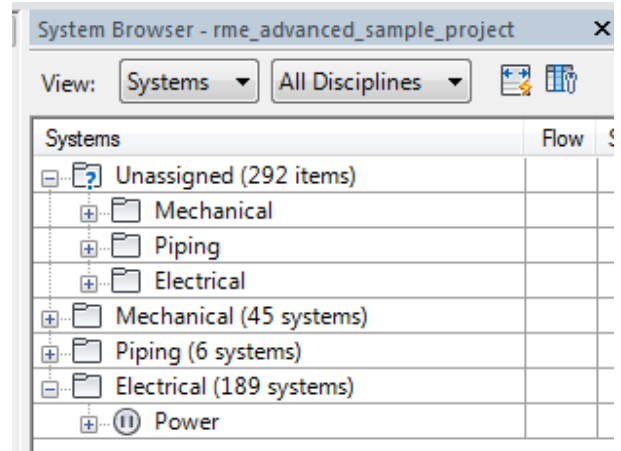 System Browser - rme_advanced_sample_project
View: Systems All Disciplines
Systems Flow
Unassigned (292 items)
Mechanical
Piping
Electrical
Mechanical (45 systems)
Piping (6 systems)
Electrical (189 systems)
Power